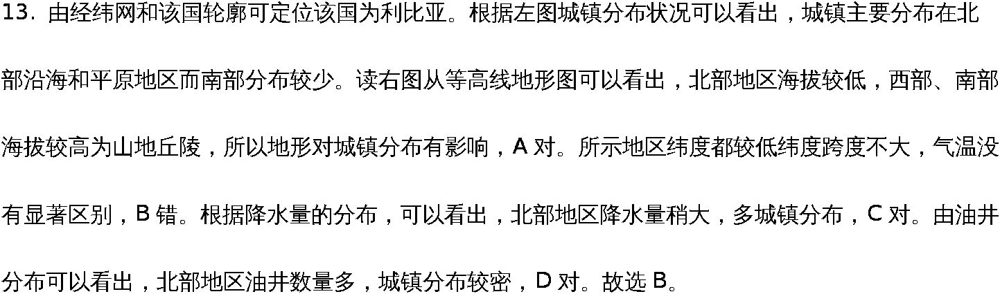 13. 由经纬网和该国轮廓可定位该国为利比亚。根据左图城镇分布状况可以看出，城镇主要分布在北
部沿海和平原地区而南部分布较少。读右图从等高线地形图可以看出，北部地区海拔较低，西部、南部
海拔较高为山地丘陵，所以地形对城镇分布有影响，A 对。所示地区纬度都较低纬度跨度不大，气温没
有显著区别，B 错。根据降水量的分布，可以看出，北部地区降水量稍大，多城镇分布，C 对。由油井
分布可以看出，北部地区油井数量多，城镇分布较密，D 对。故选 B。